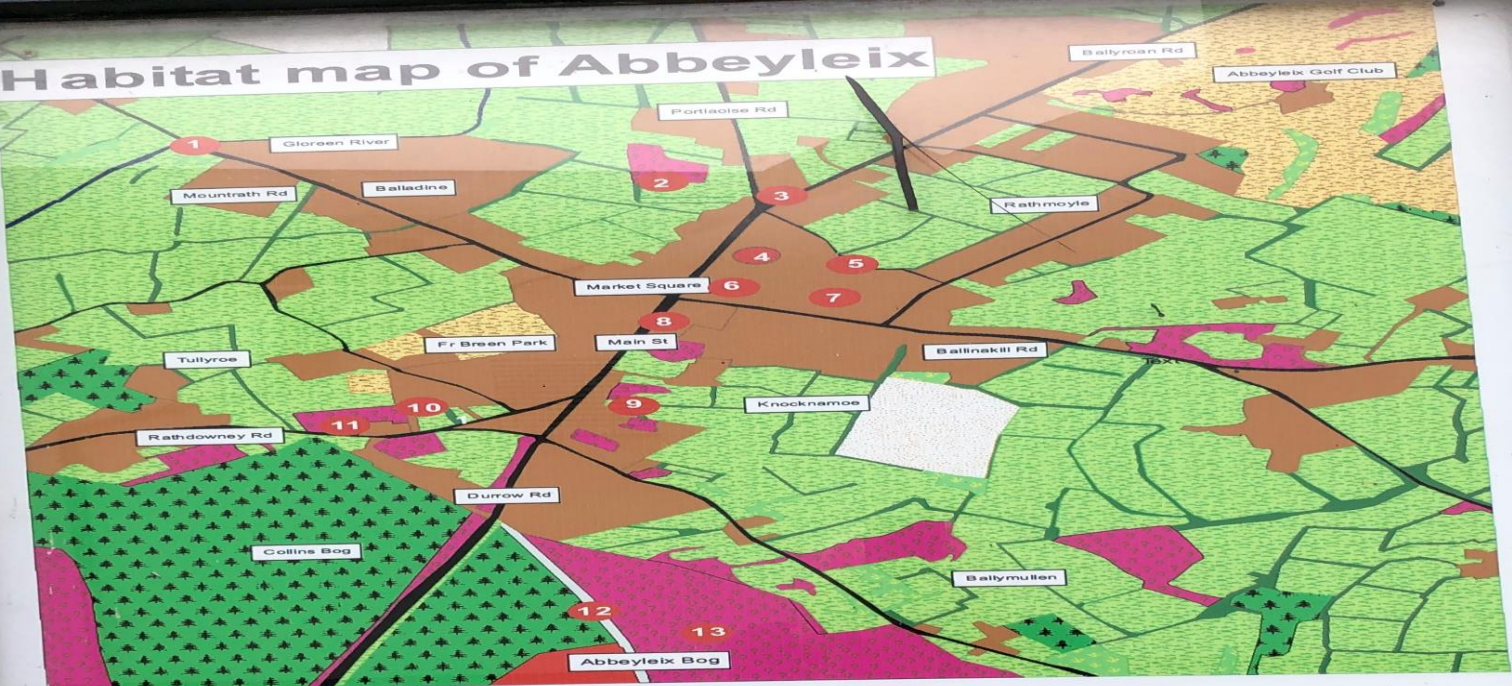 Habitat map of Abbeyleix
Ballyroan Rd
Abbeyleix Golf Club
Portlaoise Rd
1
Gloreen River
2
Mountrath Rd
Balladine
3
Rathmoyle
4
5
Market Square
6
7
8
Fr Breen Park
Main St
Ballinakill Rd
Text
Tullyroe
10
9
Knocknamoe
11
Rathdowney Rd
Durrow Rd
Collins Bog
Ballymullen
12
13
Abbeyleix Bog